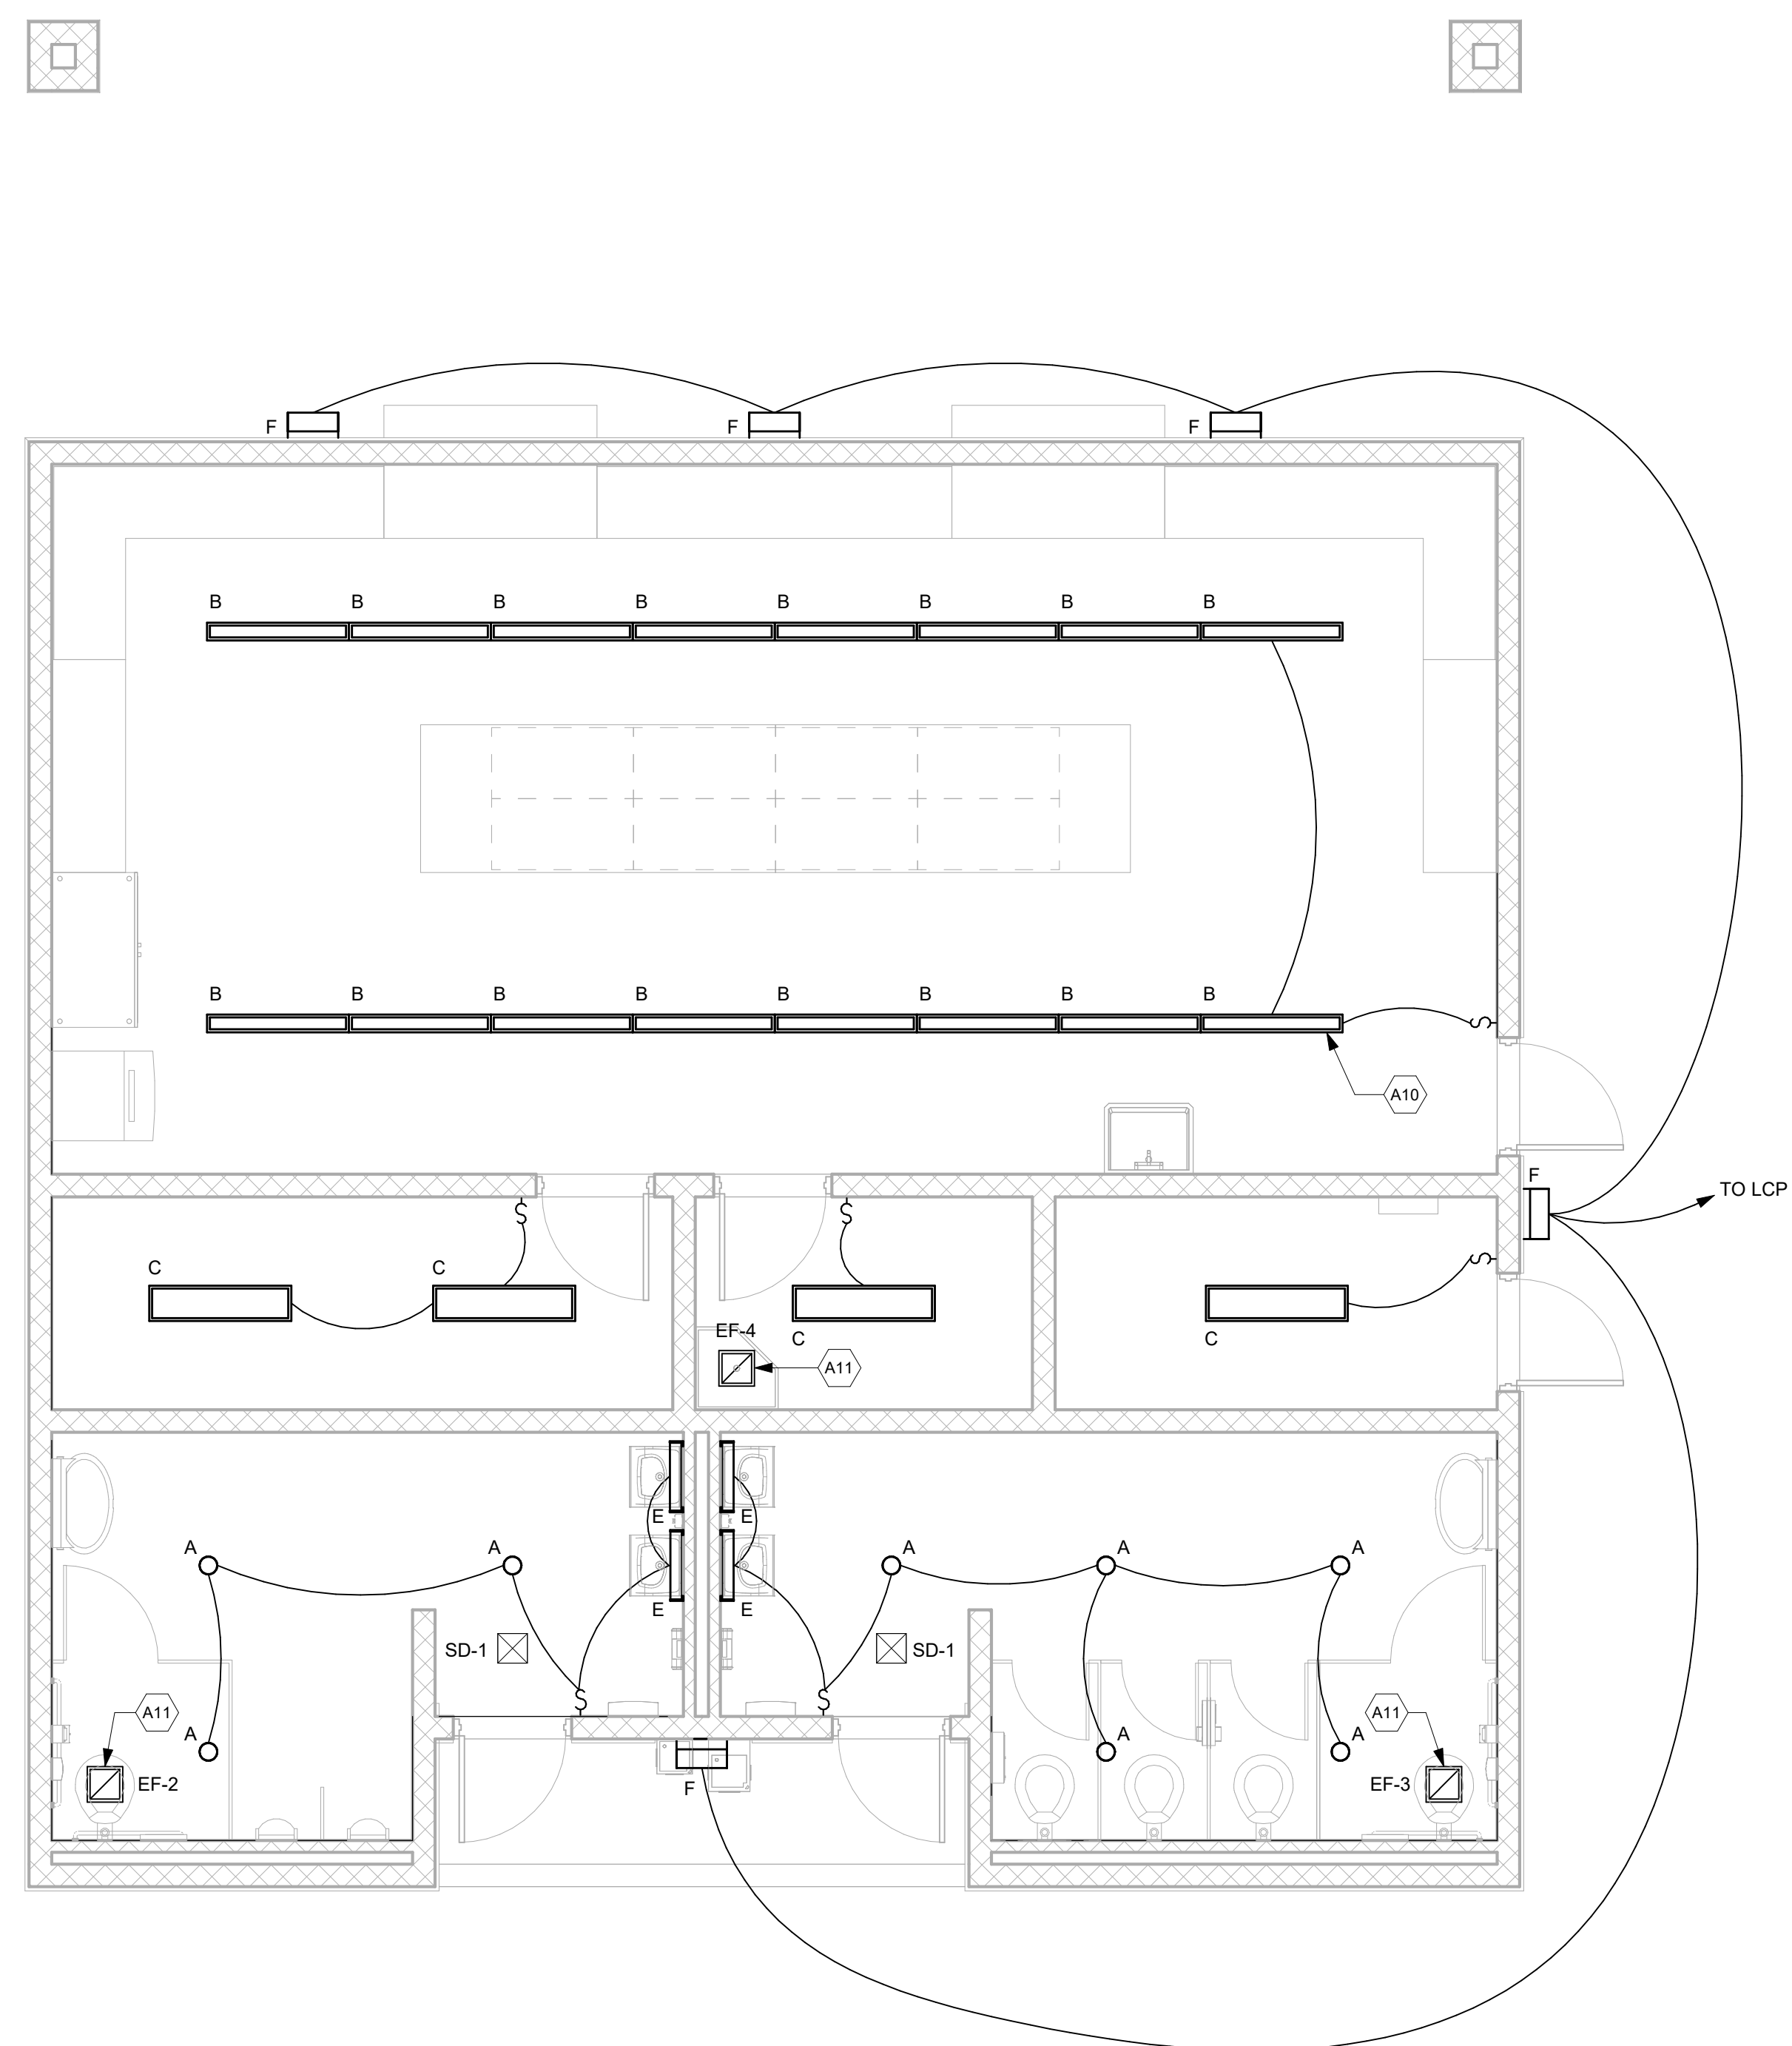 F F F
B B B B B B B B
B B B B B B B B
S
A10
F
TO LCP
S S
S
C C
EF-4
C C
A11
E E
A A A A A
E E
SD-1 SD-1
S S
A11 A11
A A A
EF-2 EF-3
F